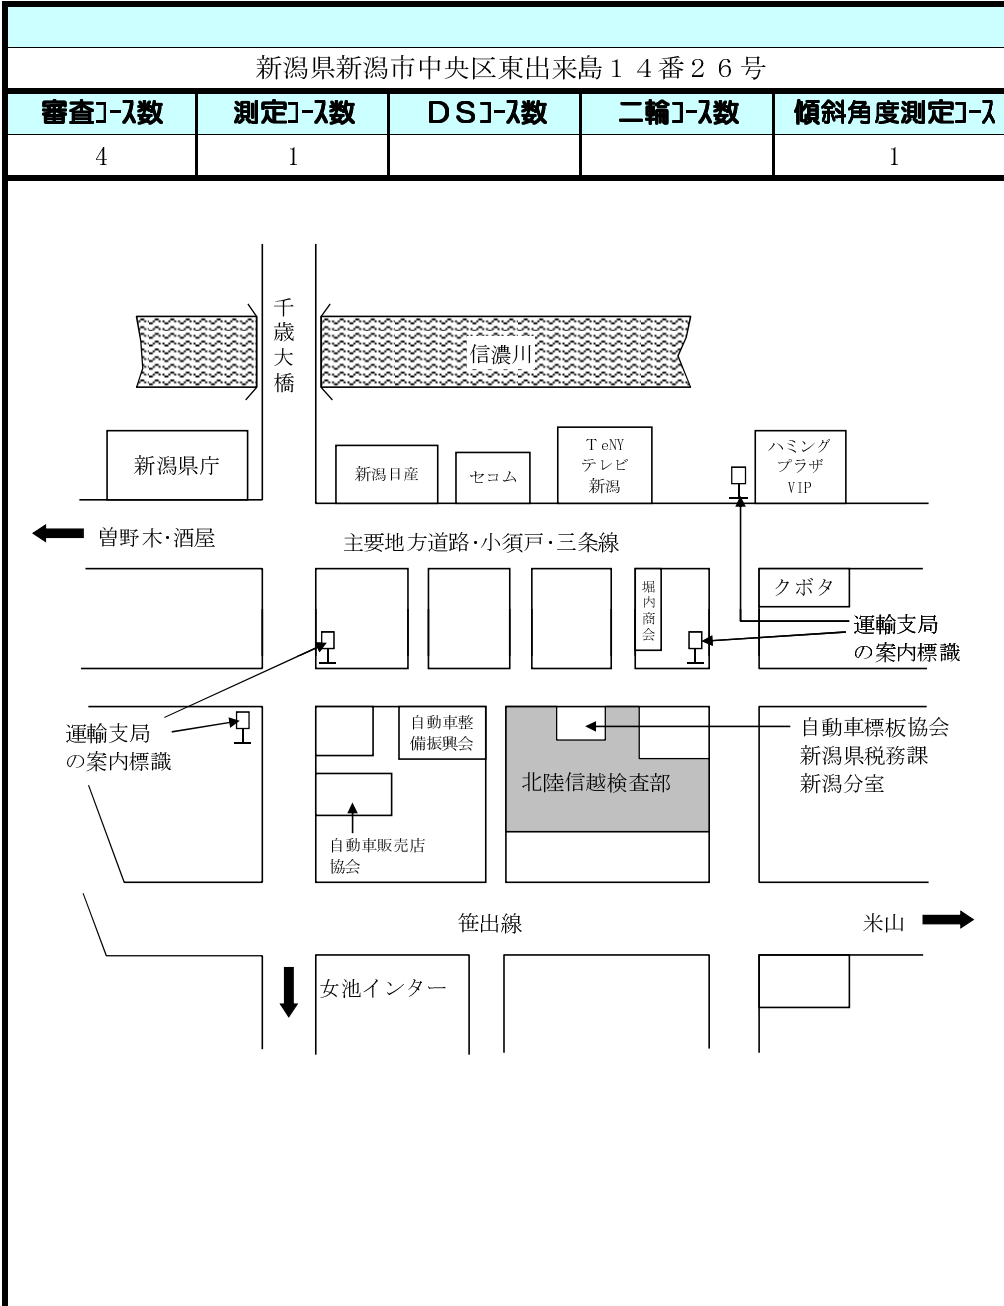 新潟県新潟市中央区東出来島１４番２６号
審査ｺｰｽ数 測定ｺｰｽ数 ＤＳｺｰｽ数 二輪ｺｰｽ数 傾斜角度測定ｺｰｽ
4 1 1
千歳大橋
信濃川
新潟県庁
新潟日産
セコム
ＴeNY
テレビ
新潟
ハミング
プラザ
VIP
曽野木・酒屋
主要地方道路・小須戸・三条線
堀内商会
クボタ
運輸支局
の案内標識
運輸支局
の案内標識
自動車整
備振興会
北陸信越検査部
自動車標板協会
新潟県税務課
新潟分室
自動車販売店
協会
笹出線
米山
女池インター